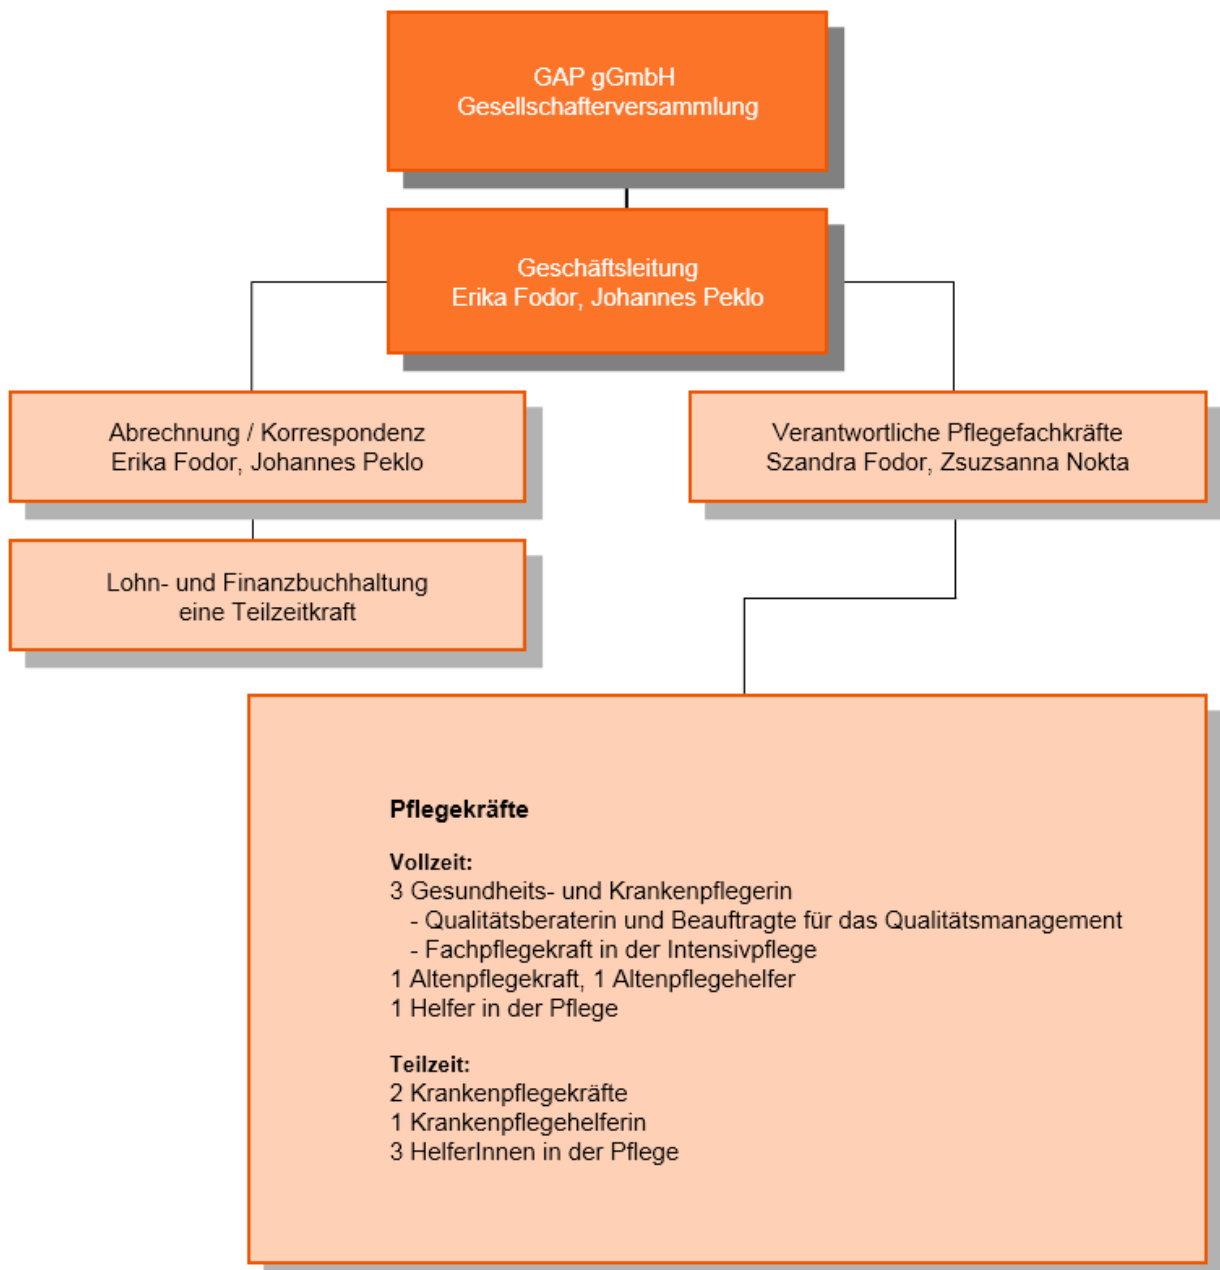 GAP gGmbH
Gesellschafterversammlung
Geschäftsleitung
Erika Fodor, Johannes Peklo
Abrechnung / Korrespondenz
Erika Fodor, Johannes Peklo
Verantwortliche Pflegefachkräfte
Szandra Fodor, Zsuzsanna Nokta
Lohn- und Finanzbuchhaltung
eine Teilzeitkraft
Pflegekräfte
Vollzeit:
3 Gesundheits- und Krankenpflegerin
- Qualitätsberaterin und Beauftragte für das Qualitätsmanagement
- Fachpflegekraft in der Intensivpflege
1 Altenpflegekraft, 1 Altenpflegehelfer
1 Helfer in der Pflege
Teilzeit:
2 Krankenpflegekräfte
1 Krankenpflegehelferin
3 HelferInnen in der Pflege